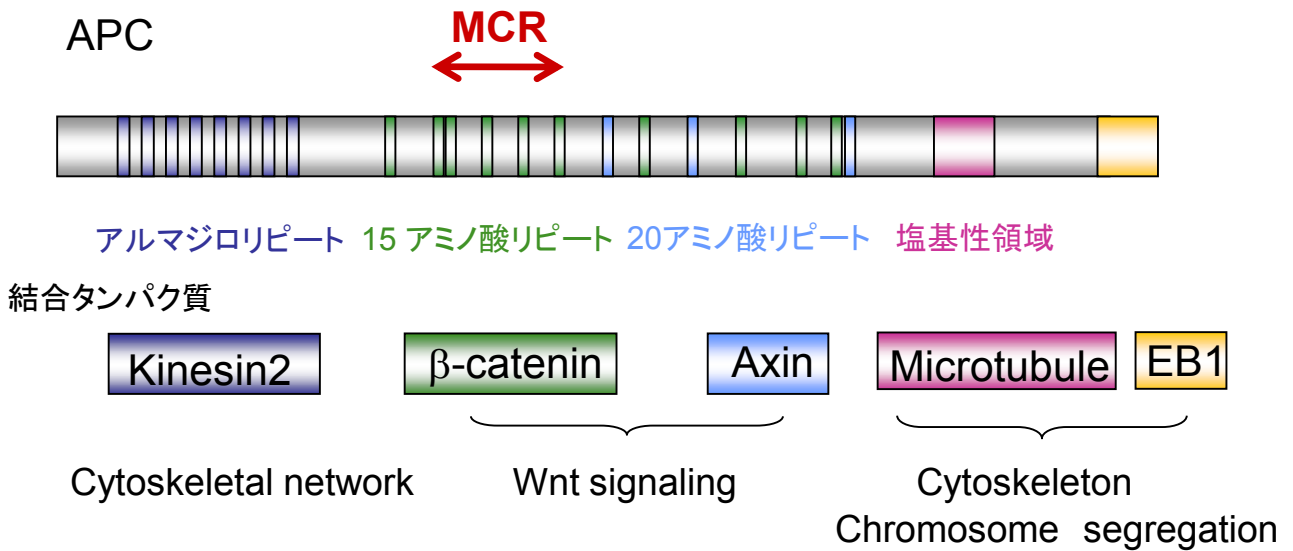 APC
MCR
アルマジロリピート 15 アミノ酸リピート 20アミノ酸リピート 塩基性領域
結合タンパク質
Kinesin2 β-catenin Axin Microtubule EB1
Cytoskeletal network Wnt signaling Cytoskeleton
Chromosome segregation